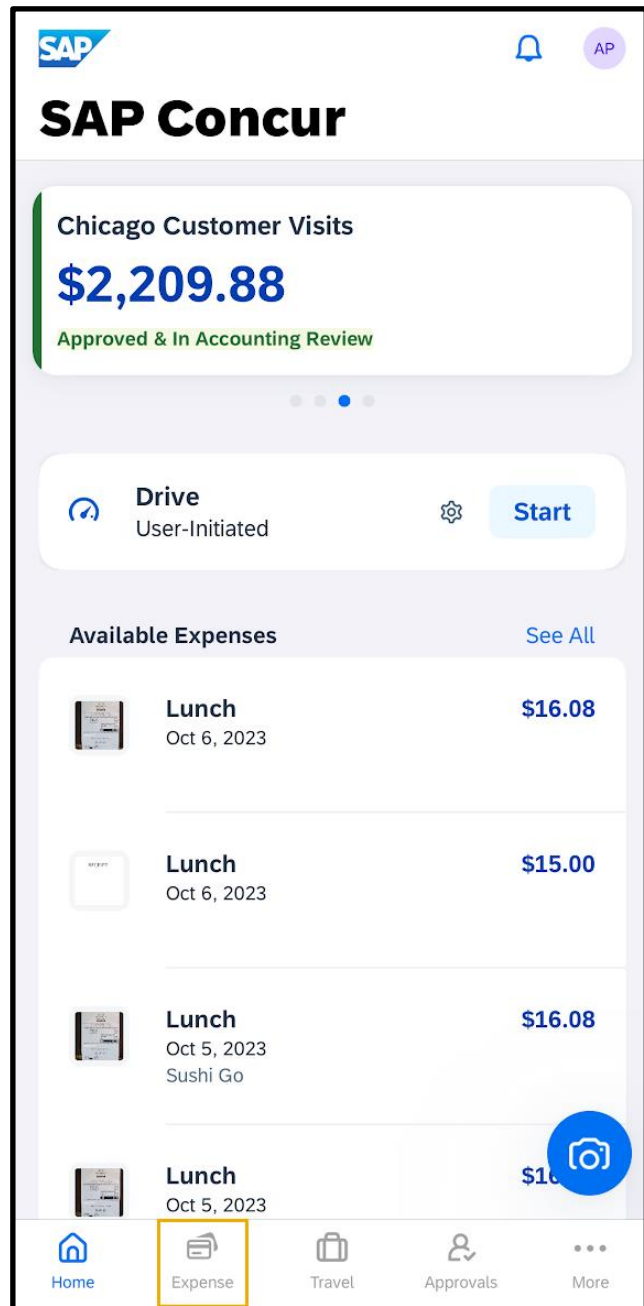 SAP
AP
SAP Concur
Chicago Customer Visits
$2,209.88
Approved & In Accounting Review
Drive
User-Initiated
Start
Available Expenses
See All
Lunch
$16.08
Oct 6, 2023
RECEIPT
Lunch
$15.00
Oct 6, 2023
Lunch
$16.08
Oct 5, 2023
Sushi Go
Lunch
Oct 5, 2023
Home
Expense
Travel
Approvals
More